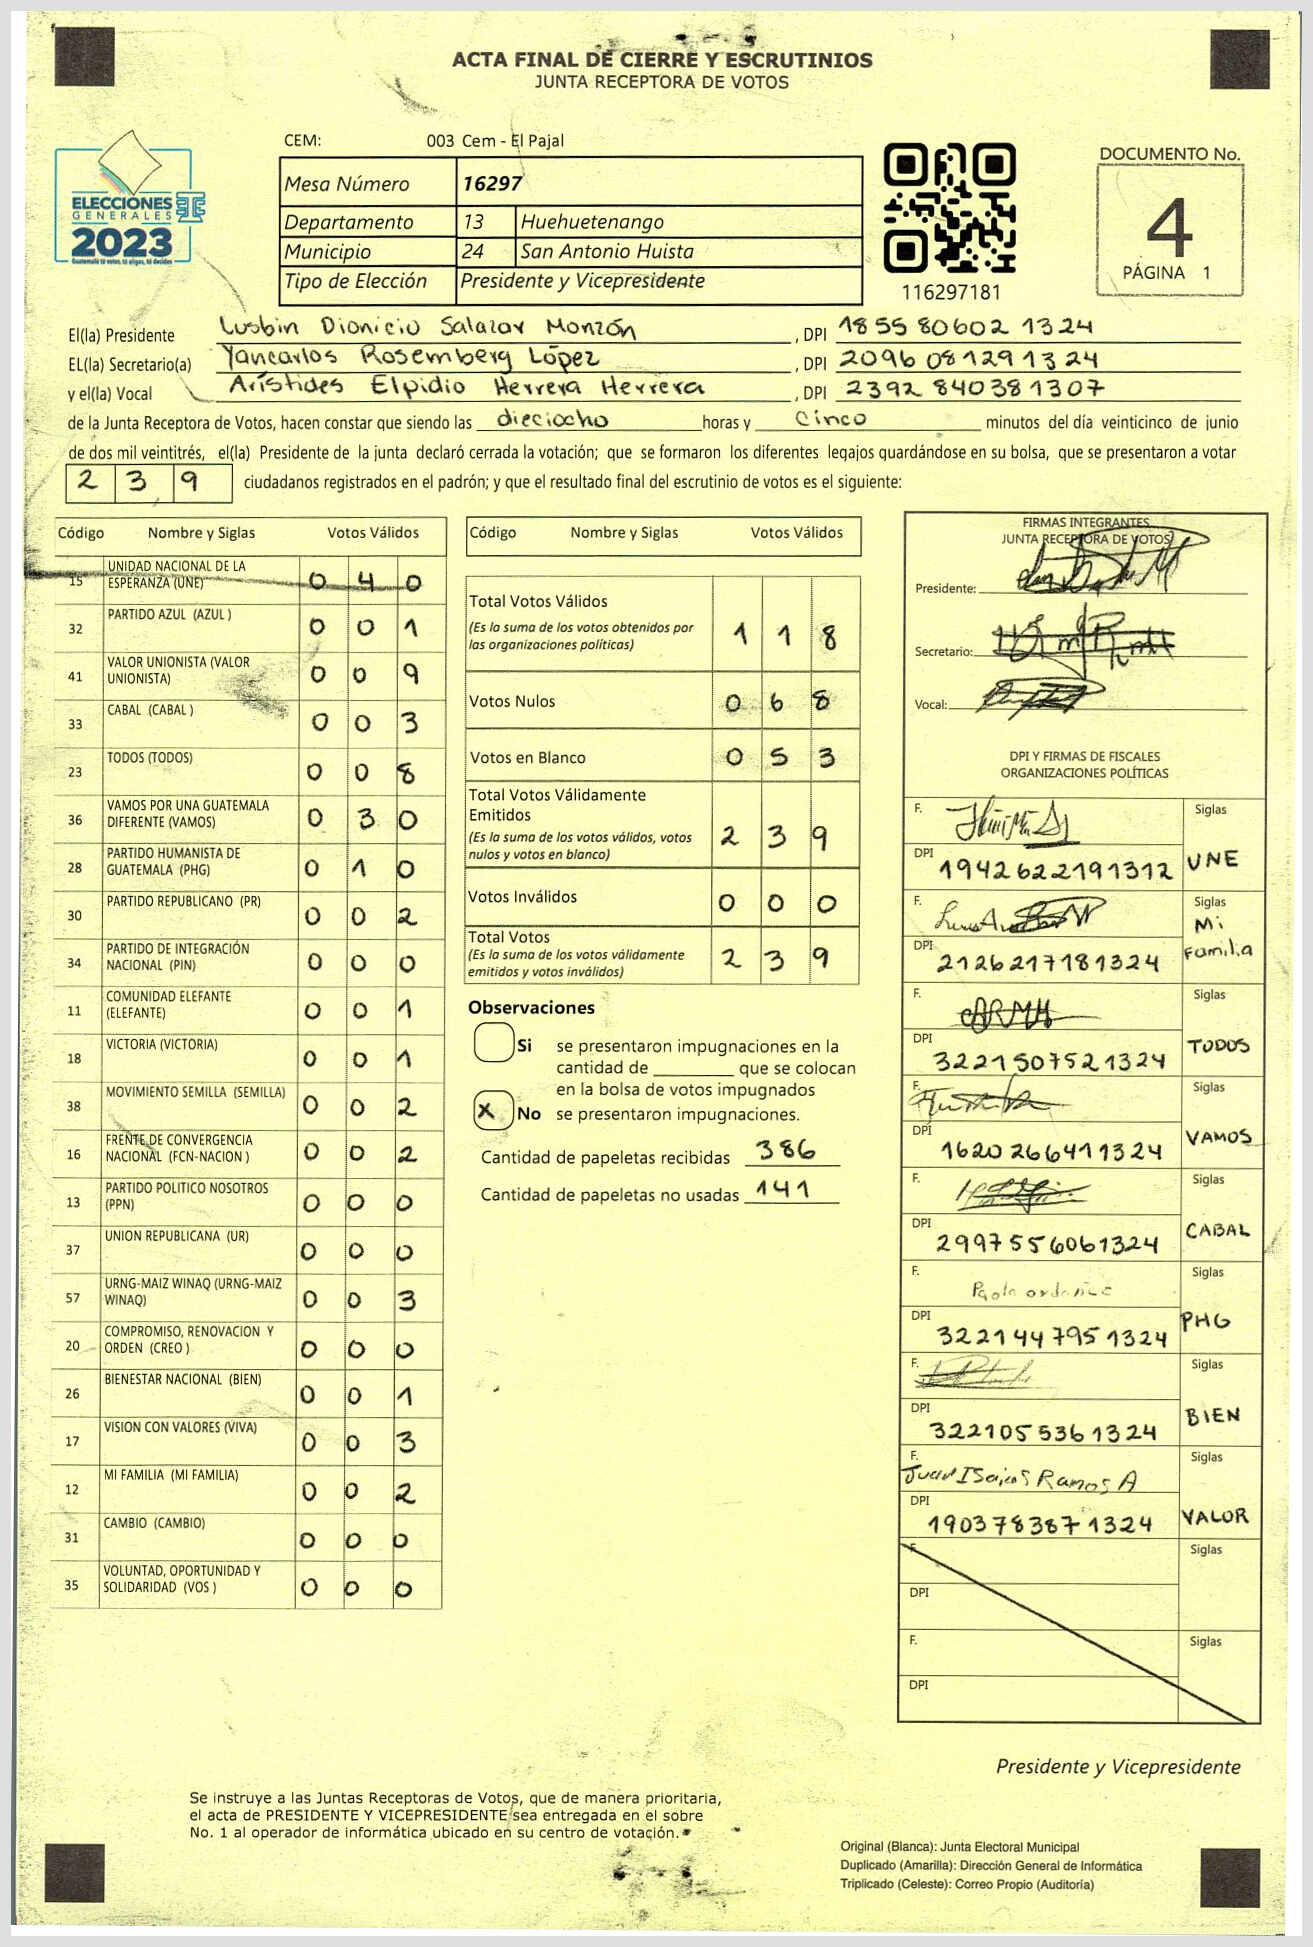 ACTA FINAL DE CIERRE Y ESCRUTINIOS
JUNTA RECEPTORA DE VOTOS
CEM: 003 Cem - El Pajal
ELECCIONES
GENERALES
2023
Guatemalá tú votas, tú eliges, tú decides
Mesa Número 16297
Departamento 13 Huehuetenango
Municipio 24 San Antonio Huista
Tipo de Elección Presidente y Vicepresidente
116297181
DOCUMENTO No.
4
PÁGINA 1
El(la) Presidente Lusbin Dionicio Salazar Monzón , DPI 1855 80602 1324
EL(la) Secretario(a) Yancarlos Rosemberg López , DPI 2096 08129 1324
y el(la) Vocal Arístides Elpidio Herrera Herrera , DPI 2392 84038 1307
de la Junta Receptora de Votos, hacen constar que siendo las dieciocho horas y cinco minutos del día veinticinco de junio
de dos mil veintitrés, el(la) Presidente de la junta declaró cerrada la votación; que se formaron los diferentes legajos guardándose en su bolsa, que se presentaron a votar
2 3 9 ciudadanos registrados en el padrón; y que el resultado final del escrutinio de votos es el siguiente:
Código Nombre y Siglas Votos Válidos
15 UNIDAD NACIONAL DE LA ESPERANZA (UNE) 0 4 0
32 PARTIDO AZUL (AZUL ) 0 0 1
41 VALOR UNIONISTA (VALOR UNIONISTA) 0 0 9
33 CABAL (CABAL ) 0 0 3
23 TODOS (TODOS) 0 0 8
36 VAMOS POR UNA GUATEMALA DIFERENTE (VAMOS) 0 3 0
28 PARTIDO HUMANISTA DE GUATEMALA (PHG) 0 1 0
30 PARTIDO REPUBLICANO (PR) 0 0 2
34 PARTIDO DE INTEGRACIÓN NACIONAL (PIN) 0 0 0
11 COMUNIDAD ELEFANTE (ELEFANTE) 0 0 1
18 VICTORIA (VICTORIA) 0 0 1
38 MOVIMIENTO SEMILLA (SEMILLA) 0 0 2
16 FRENTE DE CONVERGENCIA NACIONAL (FCN-NACION ) 0 0 2
13 PARTIDO POLITICO NOSOTROS (PPN) 0 0 0
37 UNION REPUBLICANA (UR) 0 0 0
57 URNG-MAIZ WINAQ (URNG-MAIZ WINAQ) 0 0 3
20 COMPROMISO, RENOVACION Y ORDEN (CREO ) 0 0 0
26 BIENESTAR NACIONAL (BIEN) 0 0 1
17 VISION CON VALORES (VIVA) 0 0 3
12 MI FAMILIA (MI FAMILIA) 0 0 2
31 CAMBIO (CAMBIO) 0 0 0
35 VOLUNTAD, OPORTUNIDAD Y SOLIDARIDAD (VOS ) 0 0 0
Código Nombre y Siglas Votos Válidos
Total Votos Válidos 1 1 8
(Es la suma de los votos obtenidos por
las organizaciones políticas)
Votos Nulos 0 6 8
Votos en Blanco 0 5 3
Total Votos Válidamente
Emitidos 2 3 9
(Es la suma de los votos válidos, votos
nulos y votos en blanco)
Votos Inválidos 0 0 0
Total Votos 2 3 9
(Es la suma de los votos válidamente
emitidos y votos inválidos)
Observaciones
Si se presentaron impugnaciones en la
cantidad de ________ que se colocan
en la bolsa de votos impugnados
X No se presentaron impugnaciones.
Cantidad de papeletas recibidas 386
Cantidad de papeletas no usadas 141
FIRMAS INTEGRANTES
JUNTA RECEPTORA DE VOTOS
Presidente:
Secretario:
Vocal:
DPI Y FIRMAS DE FISCALES
ORGANIZACIONES POLÍTICAS
F. Siglas
DPI 1942622191312 UNE
F. Siglas
DPI 2126217181324 Mi Familia
F. Siglas
DPI 3221507521324 TODOS
F. Siglas
DPI 1620266411324 VAMOS
F. Siglas
DPI 2997556061324 CABAL
F. Siglas
DPI 3221447951324 PHG
F. Siglas
DPI 3221055361324 BIEN
F. Juan Isaias Ramos A Siglas
DPI 1903783871324 VALOR
F. Siglas
DPI
F. Siglas
DPI
Presidente y Vicepresidente
Se instruye a las Juntas Receptoras de Votos, que de manera prioritaria,
el acta de PRESIDENTE Y VICEPRESIDENTE sea entregada en el sobre
No. 1 al operador de informática ubicado en su centro de votación.
Original (Blanca): Junta Electoral Municipal
Duplicado (Amarilla): Dirección General de Informática
Triplicado (Celeste): Correo Propio (Auditoría)